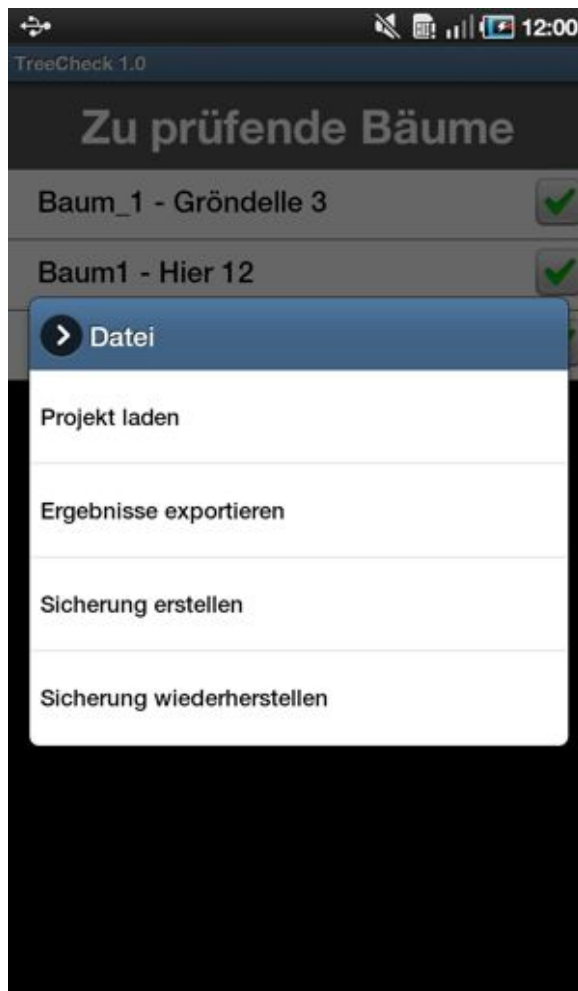 12:00
TreeCheck 1.0
Zu prüfende Bäume
Baum_1 - Gröndelle 3
Baum1 - Hier 12
Datei
Projekt laden
Ergebnisse exportieren
Sicherung erstellen
Sicherung wiederherstellen